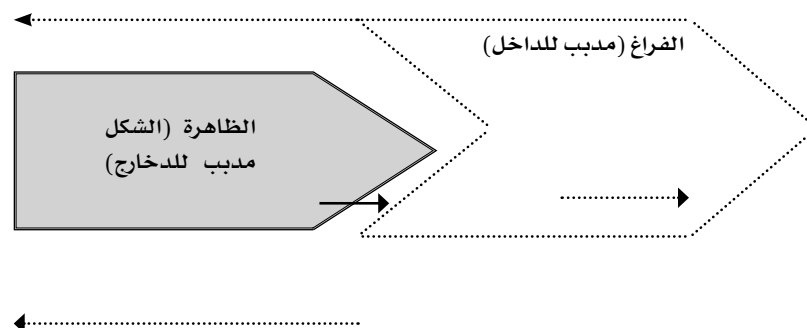 الفراغ (مدبب للداخل)
الظاهرة (الشكل
مدبب للدخارج)